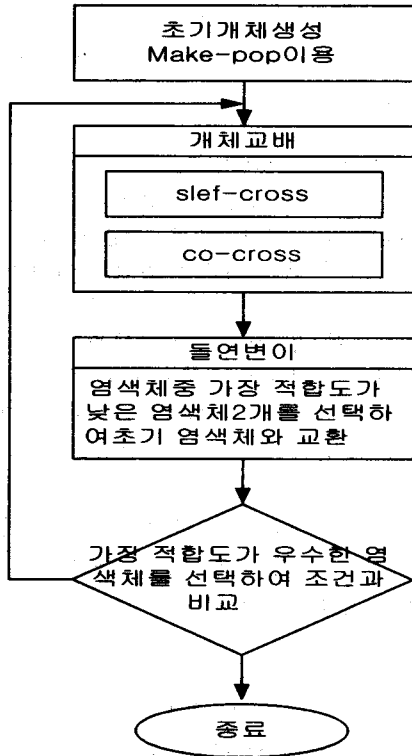 초기개체생성
Make-pop이용
개체교배
slef-cross
co-cross
돌연변이
염색체중 가장 적합도가
낮은 염색체2개를 선택하
여초기 염색체와 교환
가장 적합도가 우수한 염
색체를 선택하여 조건과
비교
종료